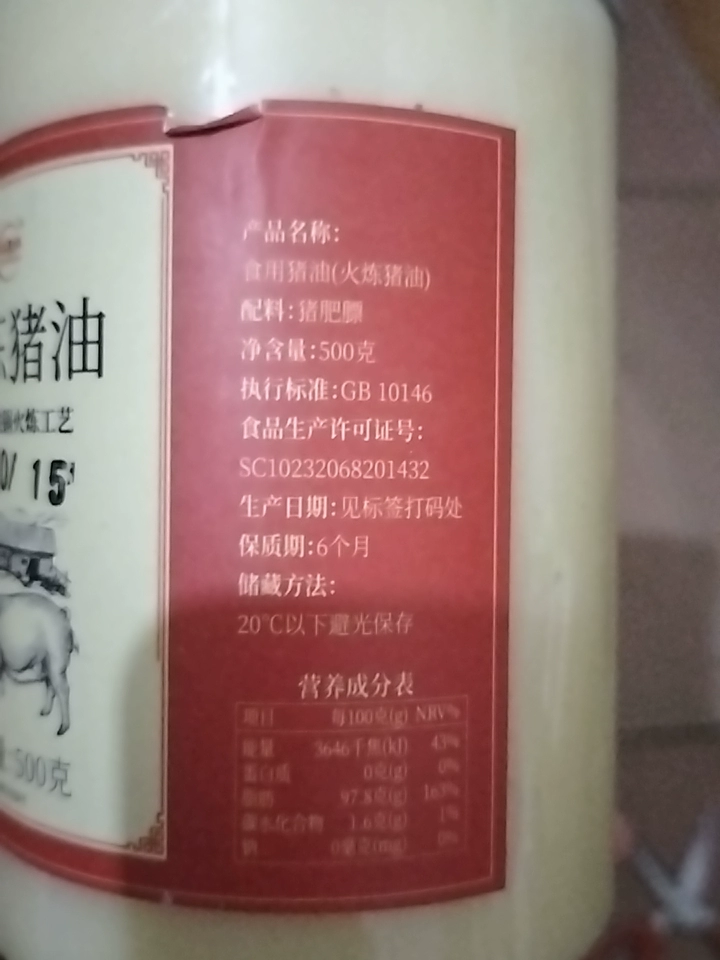 猪油
火炼工艺
0/ 15
500克
产品名称：
食用猪油(火炼猪油)
配料：猪肥膘
净含量：500克
执行标准：GB 10146
食品生产许可证号：
SC10232068201432
生产日期：见标签打码处
保质期：6个月
储藏方法：
20℃以下避光保存
营养成分表
项目 每100克(g) NRV%
能量 3646千焦(kJ) 43%
蛋白质 0克(g) 0%
脂肪 97.8克(g) 163%
碳水化合物 1.6克(g) 1%
钠 0毫克(mg) 0%